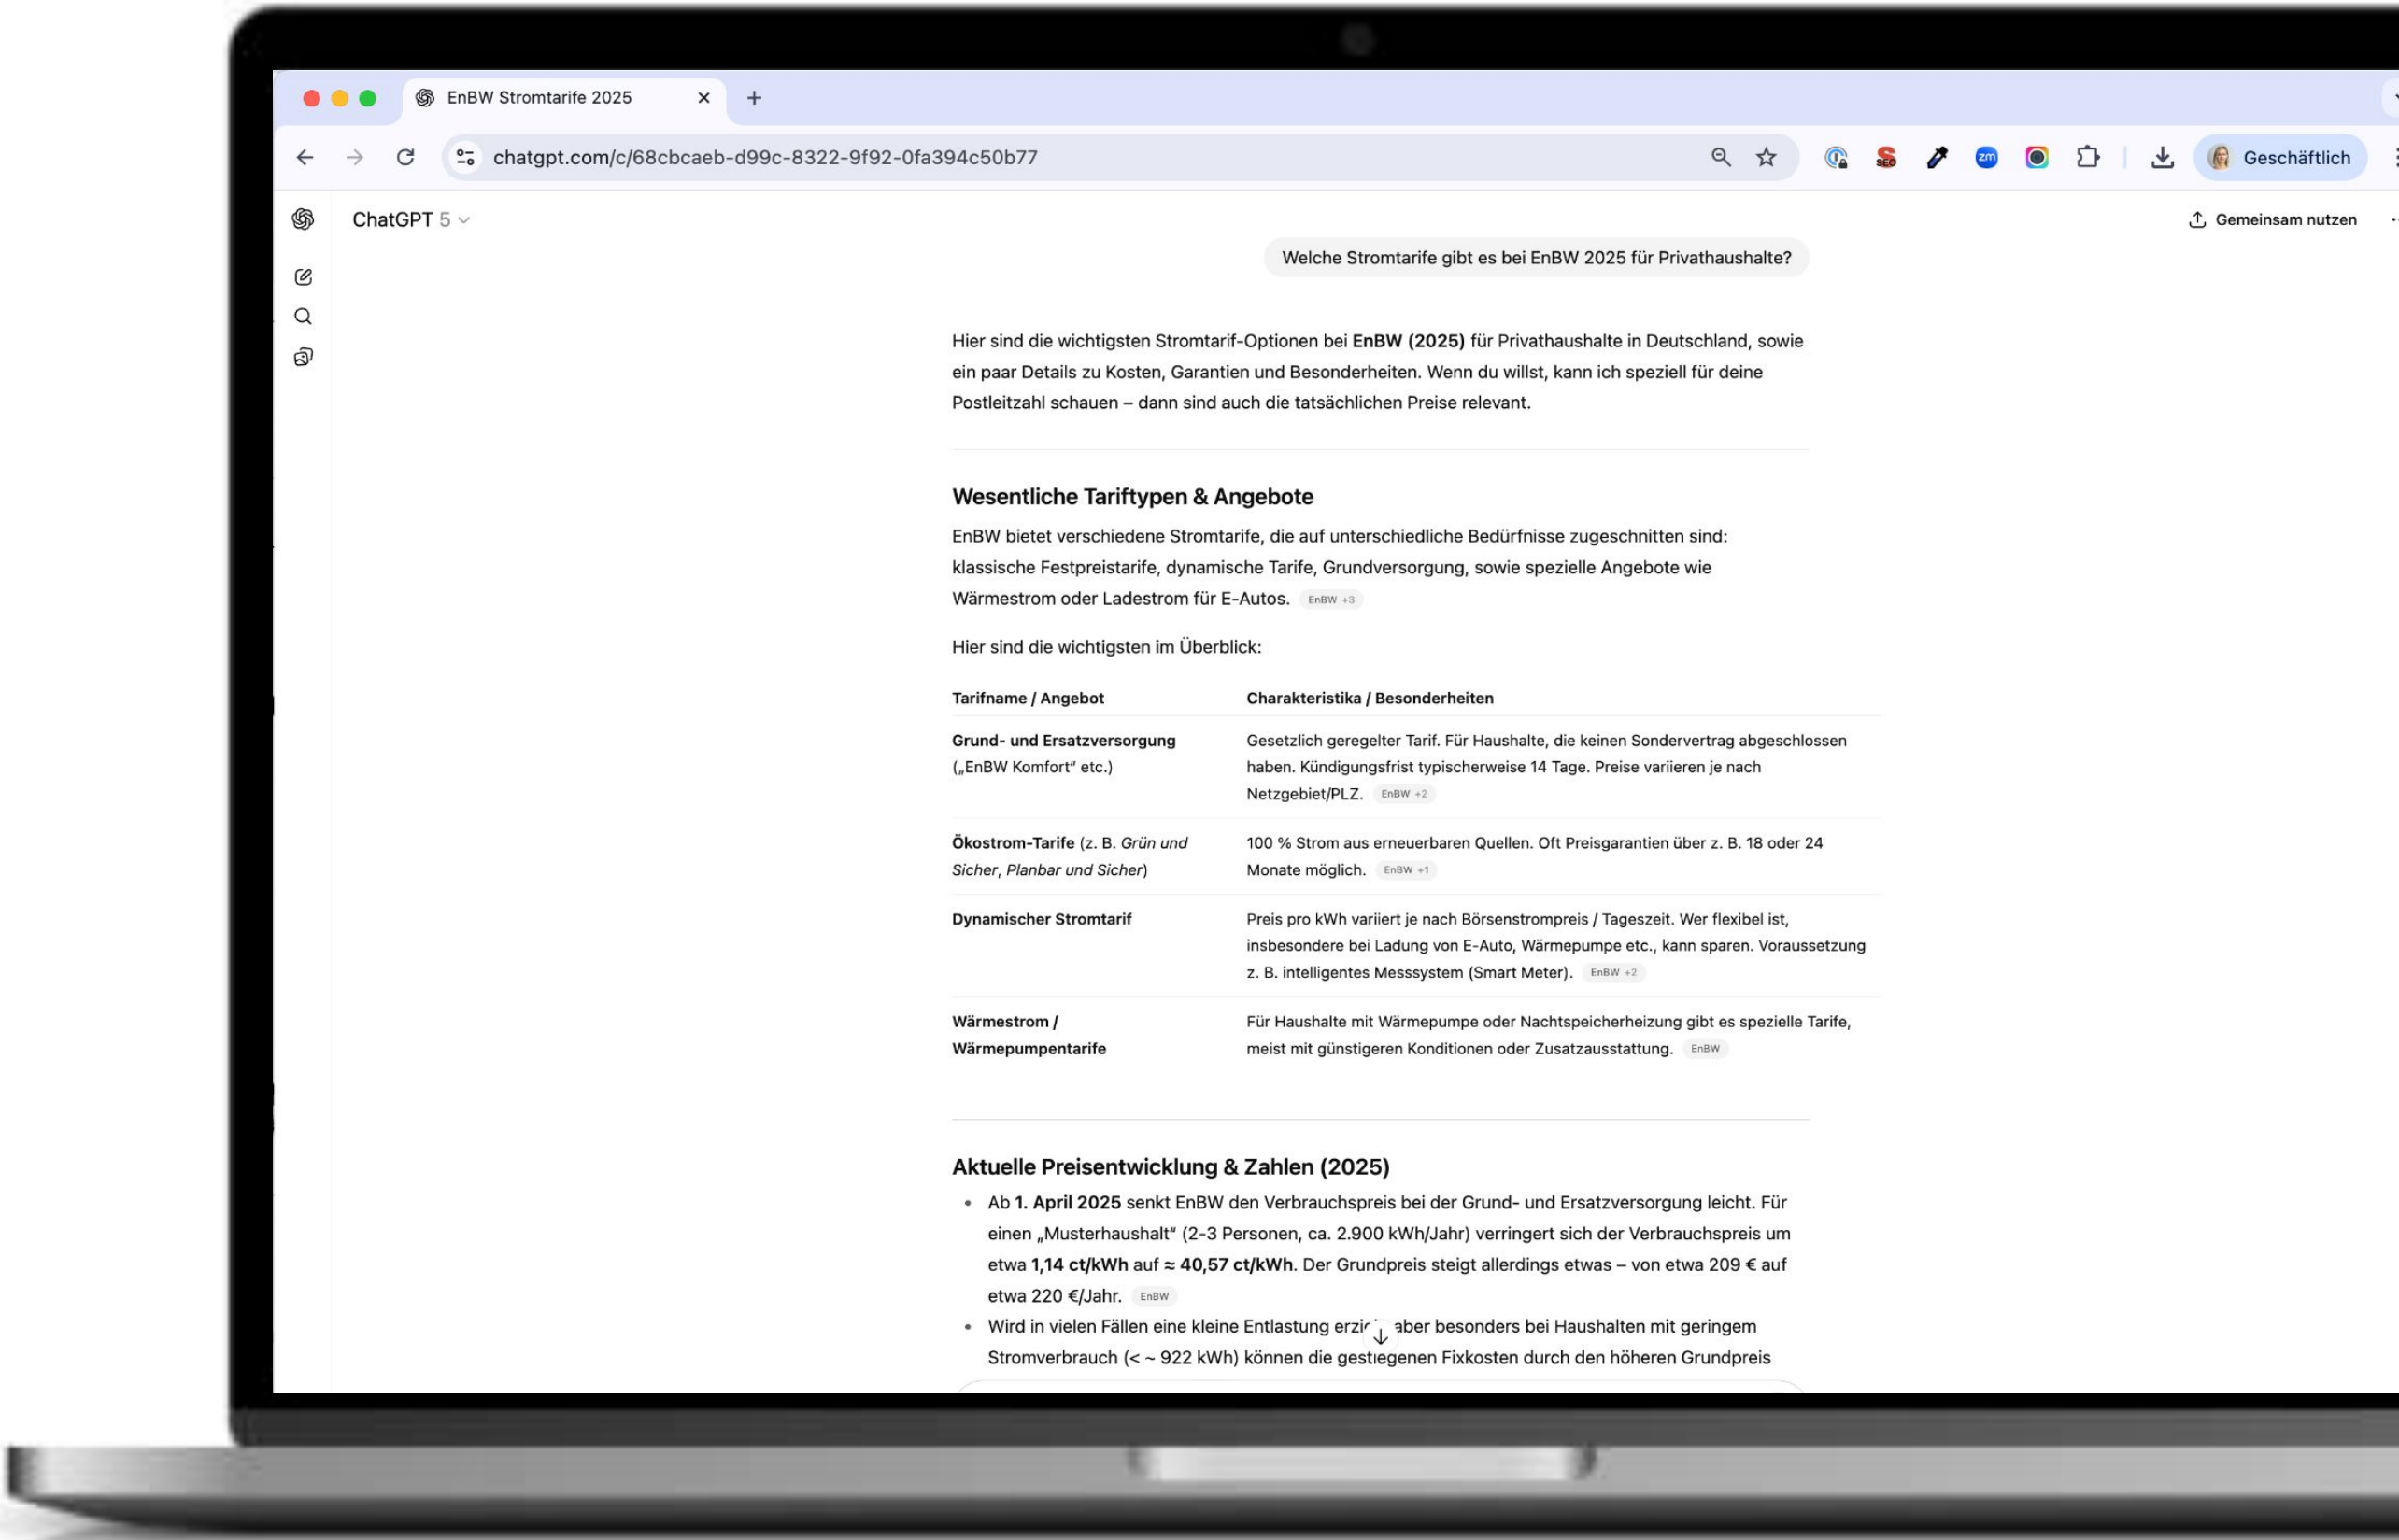 EnBW Stromtarife 2025
chatgpt.com/c/68cbcaeb-d99c-8322-9f92-0fa394c50b77
SEO
zm
Geschäftlich
ChatGPT 5
Gemeinsam nutzen
Welche Stromtarife gibt es bei EnBW 2025 für Privathaushalte?
Hier sind die wichtigsten Stromtarif-Optionen bei EnBW (2025) für Privathaushalte in Deutschland, sowie
ein paar Details zu Kosten, Garantien und Besonderheiten. Wenn du willst, kann ich speziell für deine
Postleitzahl schauen – dann sind auch die tatsächlichen Preise relevant.
Wesentliche Tariftypen & Angebote
EnBW bietet verschiedene Stromtarife, die auf unterschiedliche Bedürfnisse zugeschnitten sind:
klassische Festpreistarife, dynamische Tarife, Grundversorgung, sowie spezielle Angebote wie
Wärmestrom oder Ladestrom für E-Autos. EnBW +3
Hier sind die wichtigsten im Überblick:
Tarifname / Angebot
Charakteristika / Besonderheiten
Grund- und Ersatzversorgung
(„EnBW Komfort" etc.)
Gesetzlich geregelter Tarif. Für Haushalte, die keinen Sondervertrag abgeschlossen
haben. Kündigungsfrist typischerweise 14 Tage. Preise variieren je nach
Netzgebiet/PLZ. EnBW +2
Ökostrom-Tarife (z. B. Grün und
Sicher, Planbar und Sicher)
100 % Strom aus erneuerbaren Quellen. Oft Preisgarantien über z. B. 18 oder 24
Monate möglich. EnBW +1
Dynamischer Stromtarif
Preis pro kWh variiert je nach Börsenstrompreis / Tageszeit. Wer flexibel ist,
insbesondere bei Ladung von E-Auto, Wärmepumpe etc., kann sparen. Voraussetzung
z. B. intelligentes Messsystem (Smart Meter). EnBW +2
Wärmestrom /
Wärmepumpentarife
Für Haushalte mit Wärmepumpe oder Nachtspeicherheizung gibt es spezielle Tarife,
meist mit günstigeren Konditionen oder Zusatzausstattung. EnBW
Aktuelle Preisentwicklung & Zahlen (2025)
• Ab 1. April 2025 senkt EnBW den Verbrauchspreis bei der Grund- und Ersatzversorgung leicht. Für
einen „Musterhaushalt" (2-3 Personen, ca. 2.900 kWh/Jahr) verringert sich der Verbrauchspreis um
etwa 1,14 ct/kWh auf ≈ 40,57 ct/kWh. Der Grundpreis steigt allerdings etwas – von etwa 209 € auf
etwa 220 €/Jahr. EnBW
• Wird in vielen Fällen eine kleine Entlastung aber besonders bei Haushalten mit geringem
Stromverbrauch (< ~ 922 kWh) können die gestiegenen Fixkosten durch den höheren Grundpreis